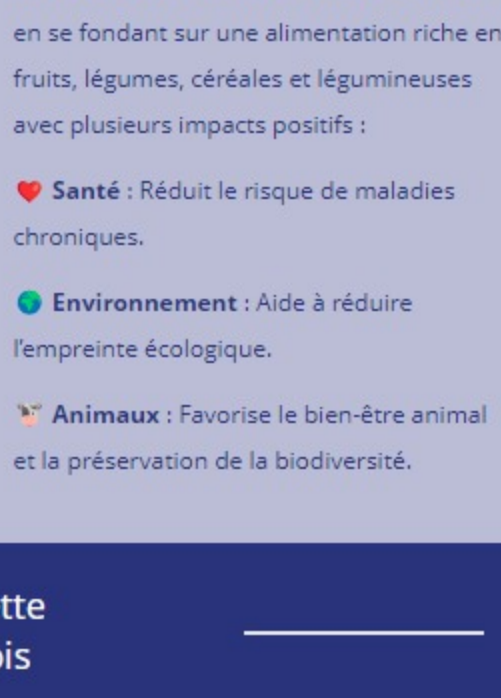 en se fondant sur une alimentation riche en
fruits, légumes, céréales et légumineuses
avec plusieurs impacts positifs :
❤️ Santé : Réduit le risque de maladies
chroniques.
🌍 Environnement : Aide à réduire
l'empreinte écologique.
🐮 Animaux : Favorise le bien-être animal
et la préservation de la biodiversité.